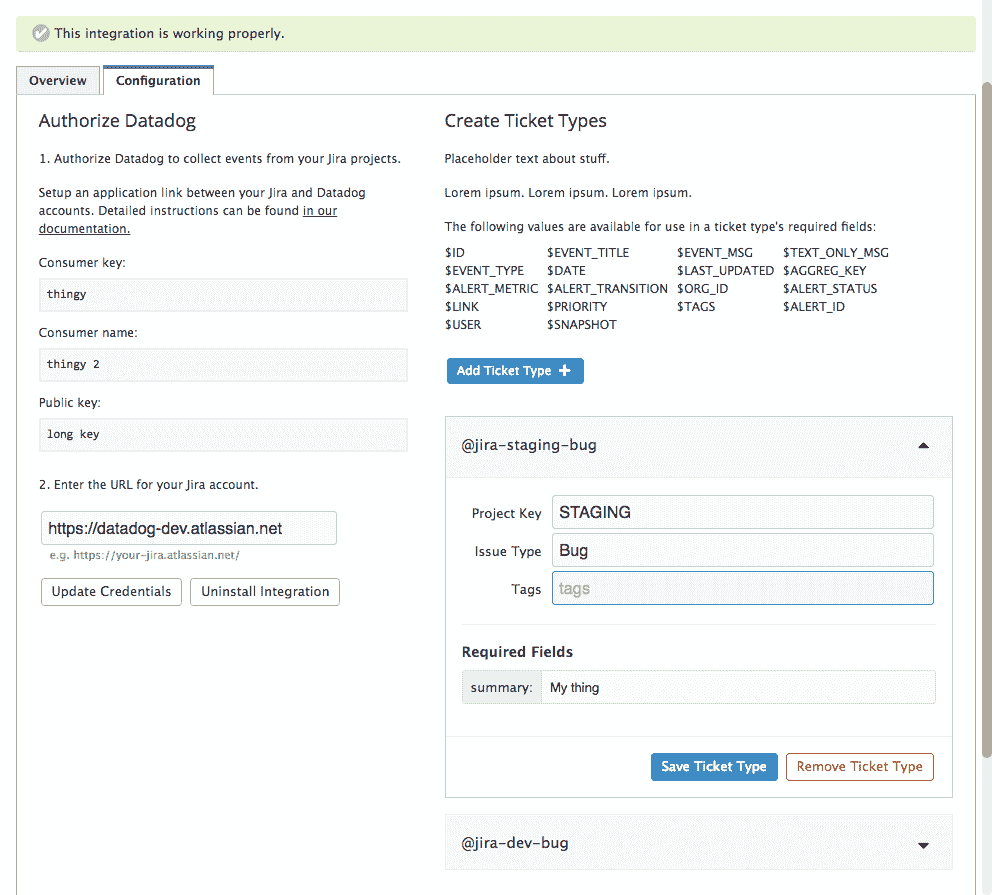 This integration is working properly.
Overview
Configuration
Authorize Datadog
1. Authorize Datadog to collect events from your Jira projects.
Setup an application link between your Jira and Datadog
accounts. Detailed instructions can be found in our
documentation.
Consumer key:
thingy
Consumer name:
thingy 2
Public key:
long key
2. Enter the URL for your Jira account.
https://datadog-dev.atlassian.net
e.g. https://your-jira.atlassian.net/
Update Credentials
Uninstall Integration
Create Ticket Types
Placeholder text about stuff.
Lorem ipsum. Lorem ipsum. Lorem ipsum.
The following values are available for use in a ticket type's required fields:
$ID $EVENT_TITLE $EVENT_MSG $TEXT_ONLY_MSG
$EVENT_TYPE $DATE $LAST_UPDATED $AGGREG_KEY
$ALERT_METRIC $ALERT_TRANSITION $ORG_ID $ALERT_STATUS
$LINK $PRIORITY $TAGS $ALERT_ID
$USER $SNAPSHOT
Add Ticket Type +
@jira-staging-bug
Project Key STAGING
Issue Type Bug
Tags tags
Required Fields
summary: My thing
Save Ticket Type
Remove Ticket Type
@jira-dev-bug